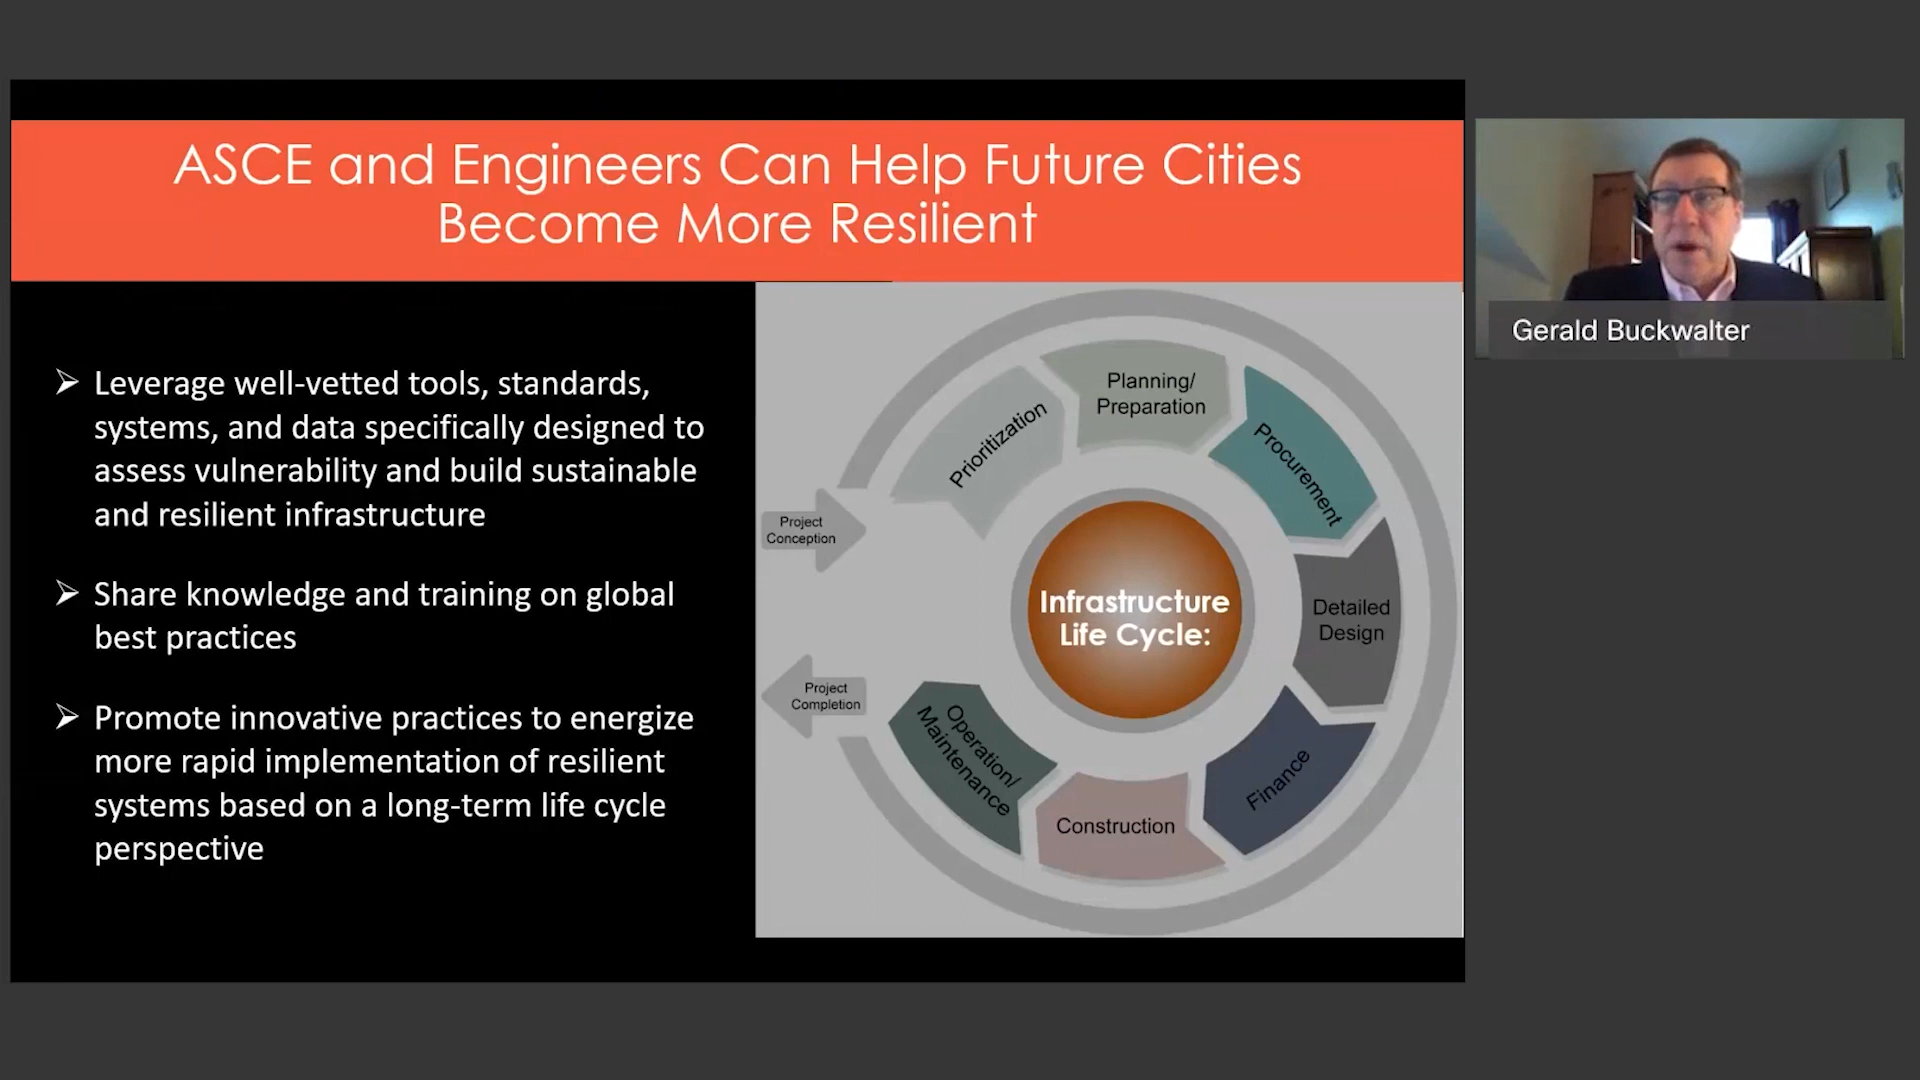 ASCE and Engineers Can Help Future Cities
Become More Resilient
Gerald Buckwalter
➢ Leverage well-vetted tools, standards,
systems, and data specifically designed to
assess vulnerability and build sustainable
and resilient infrastructure
➢ Share knowledge and training on global
best practices
➢ Promote innovative practices to energize
more rapid implementation of resilient
systems based on a long-term life cycle
perspective
Project
Conception
Prioritization
Planning/
Preparation
Procurement
Detailed
Design
Finance
Construction
Operation/
Maintenance
Project
Completion
Infrastructure
Life Cycle: